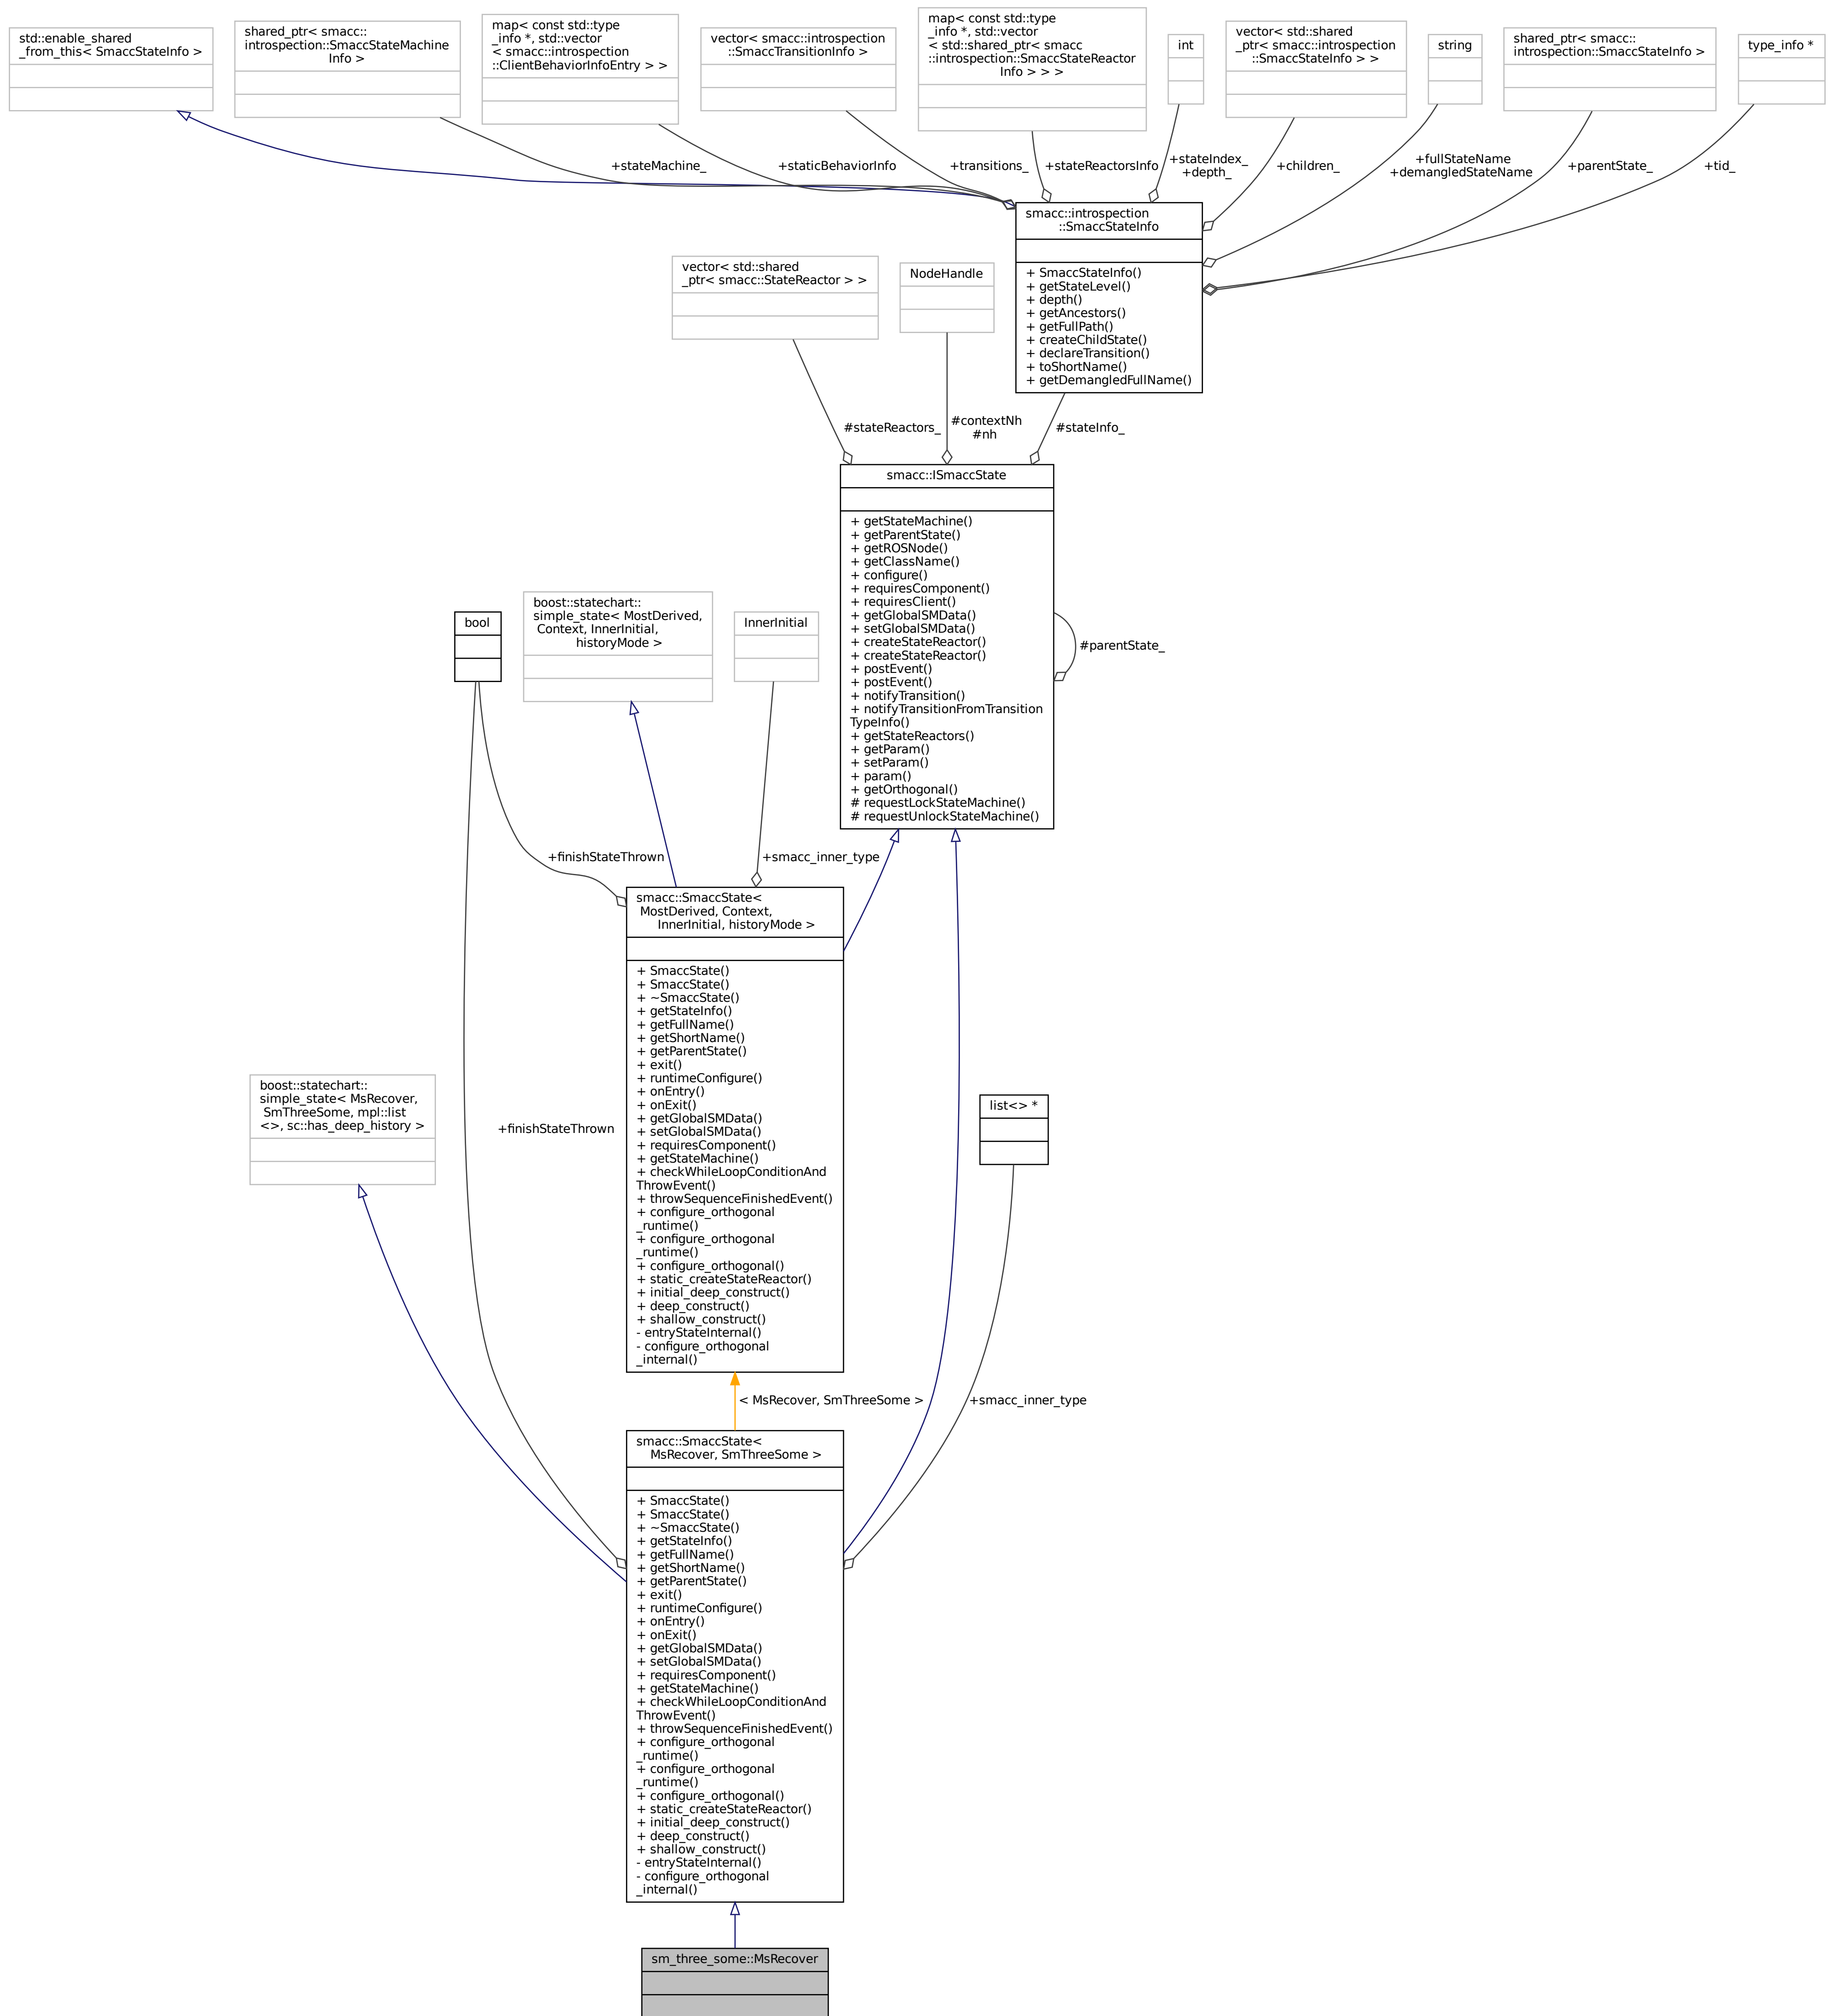 std::enable_shared
_from_this< SmaccStateInfo >
shared_ptr< smacc::
introspection::SmaccStateMachine
Info >
map< const std::type
_info *, std::vector
< smacc::introspection
::ClientBehaviorInfoEntry > >
vector< smacc::introspection
::SmaccTransitionInfo >
map< const std::type
_info *, std::vector
< std::shared_ptr< smacc
::introspection::SmaccStateReactor
Info > > >
int
vector< std::shared
_ptr< smacc::introspection
::SmaccStateInfo > >
string
shared_ptr< smacc::
introspection::SmaccStateInfo >
type_info *
+stateMachine_
+staticBehaviorInfo
+transitions_
+stateReactorsInfo
+stateIndex_
+depth_
+children_
+fullStateName
+demangledStateName
+parentState_
+tid_
smacc::introspection
::SmaccStateInfo
+ SmaccStateInfo()
+ getStateLevel()
+ depth()
+ getAncestors()
+ getFullPath()
+ createChildState()
+ declareTransition()
+ toShortName()
+ getDemangledFullName()
vector< std::shared
_ptr< smacc::StateReactor > >
NodeHandle
#stateReactors_
#contextNh
#nh
#stateInfo_
smacc::ISmaccState
+ getStateMachine()
+ getParentState()
+ getROSNode()
+ getClassName()
+ configure()
+ requiresComponent()
+ requiresClient()
+ getGlobalSMData()
+ setGlobalSMData()
+ createStateReactor()
+ createStateReactor()
+ postEvent()
+ postEvent()
+ notifyTransition()
+ notifyTransitionFromTransition
TypeInfo()
+ getStateReactors()
+ getParam()
+ setParam()
+ param()
+ getOrthogonal()
# requestLockStateMachine()
# requestUnlockStateMachine()
#parentState_
bool
boost::statechart::
simple_state< MostDerived,
Context, InnerInitial,
historyMode >
InnerInitial
+finishStateThrown
+smacc_inner_type
smacc::SmaccState<
MostDerived, Context,
InnerInitial, historyMode >
+ SmaccState()
+ SmaccState()
+ ~SmaccState()
+ getStateInfo()
+ getFullName()
+ getShortName()
+ getParentState()
+ exit()
+ runtimeConfigure()
+ onEntry()
+ onExit()
+ getGlobalSMData()
+ setGlobalSMData()
+ requiresComponent()
+ getStateMachine()
+ checkWhileLoopConditionAnd
ThrowEvent()
+ throwSequenceFinishedEvent()
+ configure_orthogonal
_runtime()
+ configure_orthogonal
_runtime()
+ configure_orthogonal()
+ static_createStateReactor()
+ initial_deep_construct()
+ deep_construct()
+ shallow_construct()
- entryStateInternal()
- configure_orthogonal
_internal()
boost::statechart::
simple_state< MsRecover,
SmThreeSome, mpl::list
<>, sc::has_deep_history >
+finishStateThrown
list<> *
< MsRecover, SmThreeSome >
+smacc_inner_type
smacc::SmaccState<
MsRecover, SmThreeSome >
+ SmaccState()
+ SmaccState()
+ ~SmaccState()
+ getStateInfo()
+ getFullName()
+ getShortName()
+ getParentState()
+ exit()
+ runtimeConfigure()
+ onEntry()
+ onExit()
+ getGlobalSMData()
+ setGlobalSMData()
+ requiresComponent()
+ getStateMachine()
+ checkWhileLoopConditionAnd
ThrowEvent()
+ throwSequenceFinishedEvent()
+ configure_orthogonal
_runtime()
+ configure_orthogonal
_runtime()
+ configure_orthogonal()
+ static_createStateReactor()
+ initial_deep_construct()
+ deep_construct()
+ shallow_construct()
- entryStateInternal()
- configure_orthogonal
_internal()
sm_three_some::MsRecover